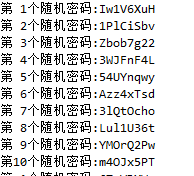 第 1个随机密码:Iw1V6XuH
第 2个随机密码:1PlCiSbv
第 3个随机密码:Zbob7g22
第 4个随机密码:3WJFnF4L
第 5个随机密码:54UYnqwy
第 6个随机密码:Azz4xTsd
第 7个随机密码:3lQtOcho
第 8个随机密码:Lul1U36t
第 9个随机密码:YMOrQ2Pw
第10个随机密码:m4OJx5PT